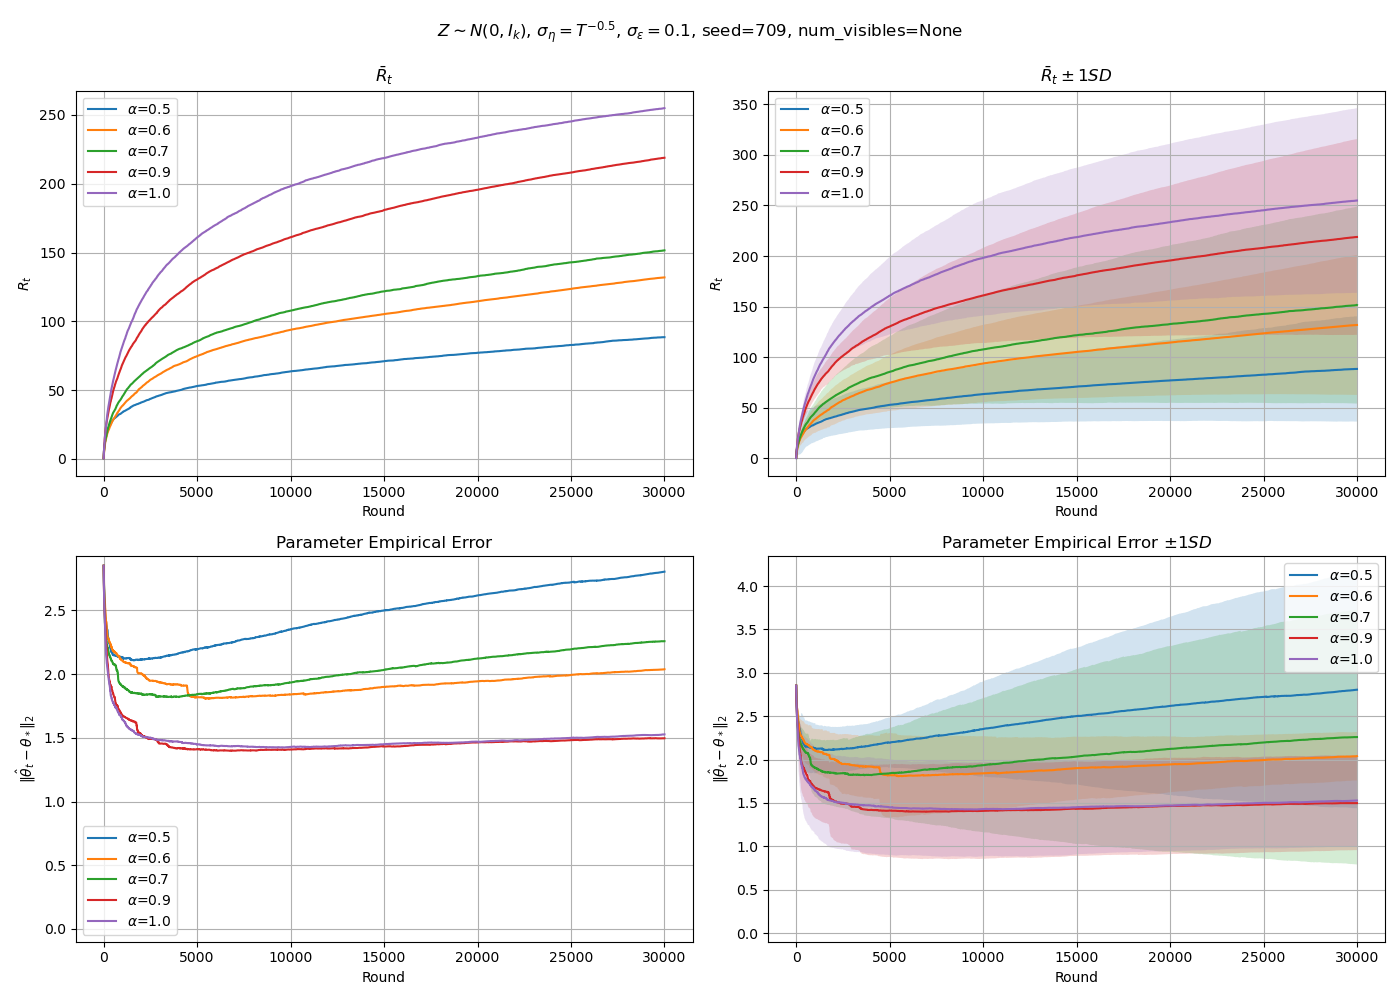 Z ∼ N(0, I_k), σ_η = T^{−0.5}, σ_ε = 0.1, seed=709, num_visibles=None
R̄_t
R_t
250
200
150
100
50
0
α=0.5
α=0.6
α=0.7
α=0.9
α=1.0
0 5000 10000 15000 20000 25000 30000
Round
R̄_t ± 1SD
R_t
350
300
250
200
150
100
50
0
α=0.5
α=0.6
α=0.7
α=0.9
α=1.0
0 5000 10000 15000 20000 25000 30000
Round
Parameter Empirical Error
‖θ̂_t − θ_*‖_2
2.5
2.0
1.5
1.0
0.5
0.0
α=0.5
α=0.6
α=0.7
α=0.9
α=1.0
0 5000 10000 15000 20000 25000 30000
Round
Parameter Empirical Error ±1SD
‖θ̂_t − θ_*‖_2
4.0
3.5
3.0
2.5
2.0
1.5
1.0
0.5
0.0
α=0.5
α=0.6
α=0.7
α=0.9
α=1.0
0 5000 10000 15000 20000 25000 30000
Round